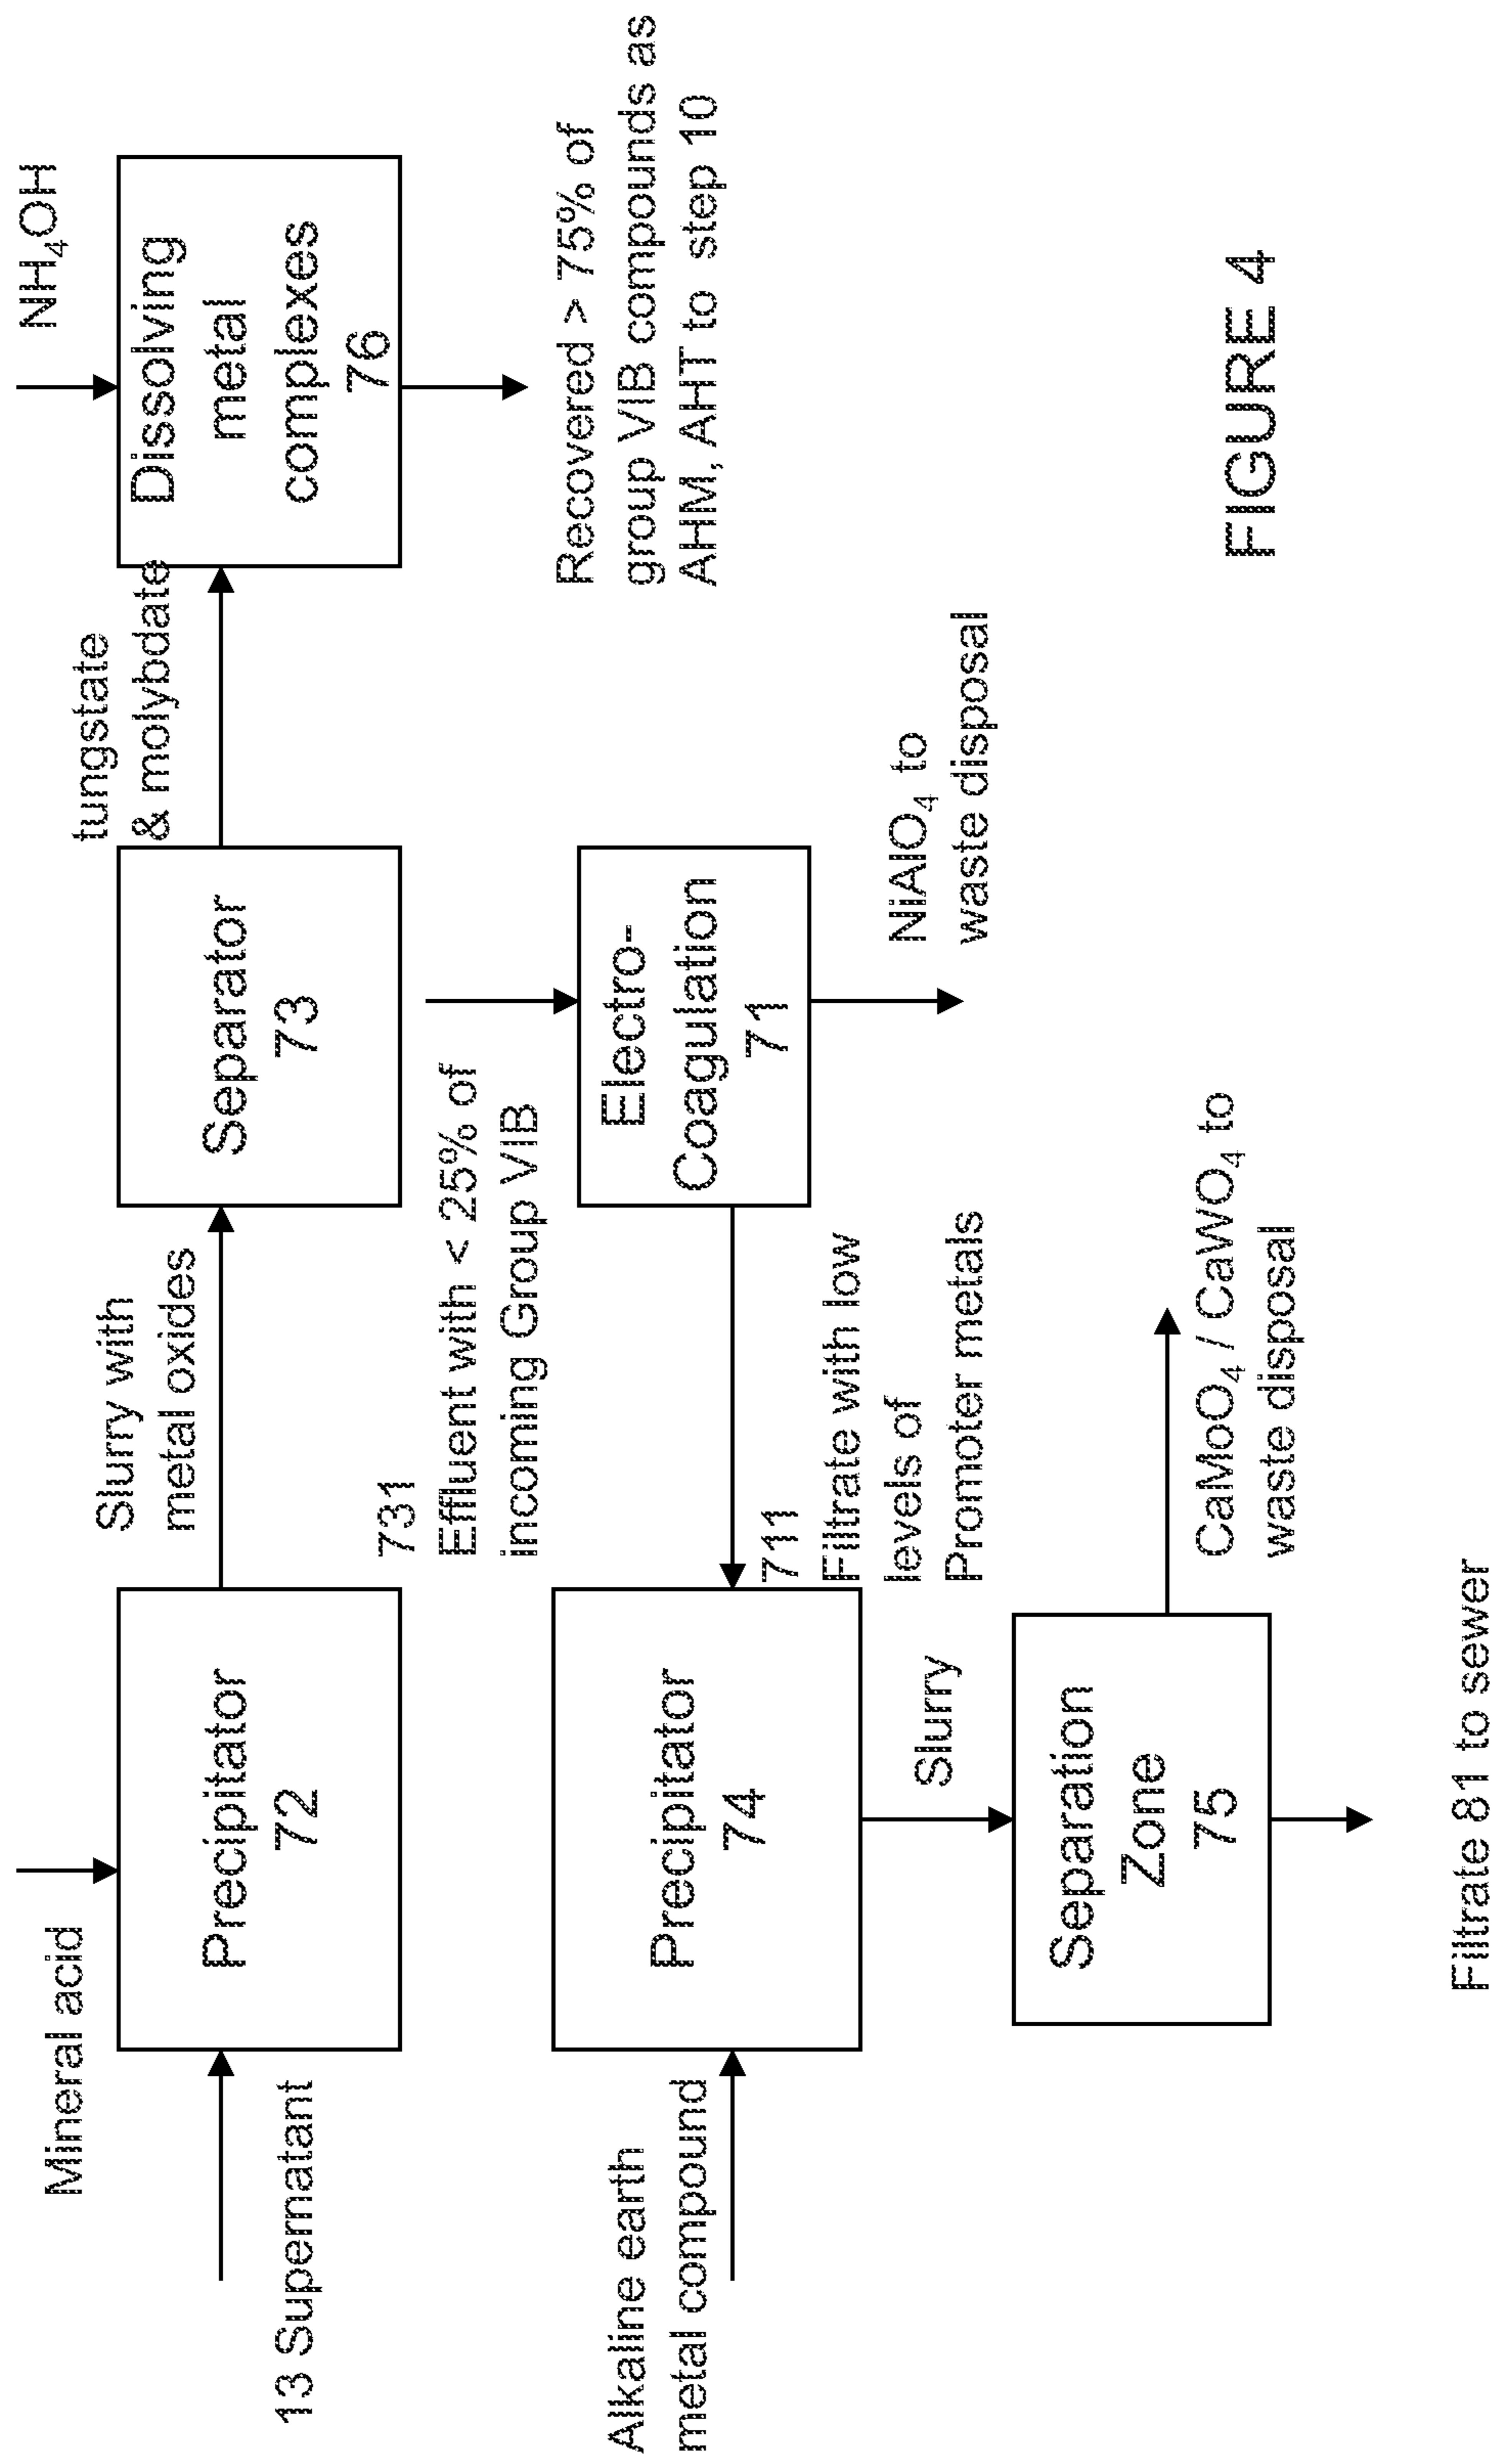 Mineral acid
NH4OH
13 Supernatant
Precipitator
72
Slurry with
metal oxides
Separator
73
tungstate
& molybdate
Dissolving
metal
complexes
76
731
Effluent with < 25% of
incoming Group VIB
Recovered > 75% of
group VIB compounds as
AHM, AHT to step 10
Alkaline earth
metal compound
Precipitator
74
711
Filtrate with low
levels of
Promoter metals
Electro-
Coagulation
71
NiAlO4 to
waste disposal
Slurry
Separation
Zone
75
CaMoO4 / CaWO4 to
waste disposal
Filtrate 81 to sewer
FIGURE 4